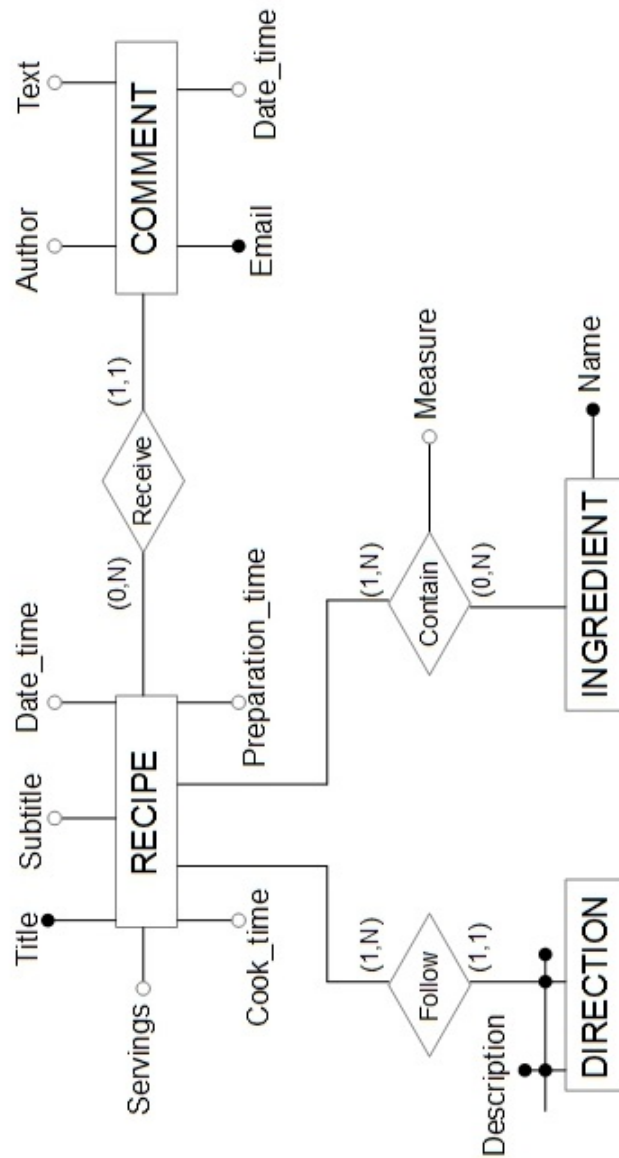 Title
Subtitle
Date_time
Author
Text
Servings
RECIPE
(0,N)
Receive
(1,1)
COMMENT
Cook_time
Preparation_time
Email
Date_time
(1,N)
Follow
(1,1)
(1,N)
Contain
(0,N)
Measure
Description
DIRECTION
INGREDIENT
Name